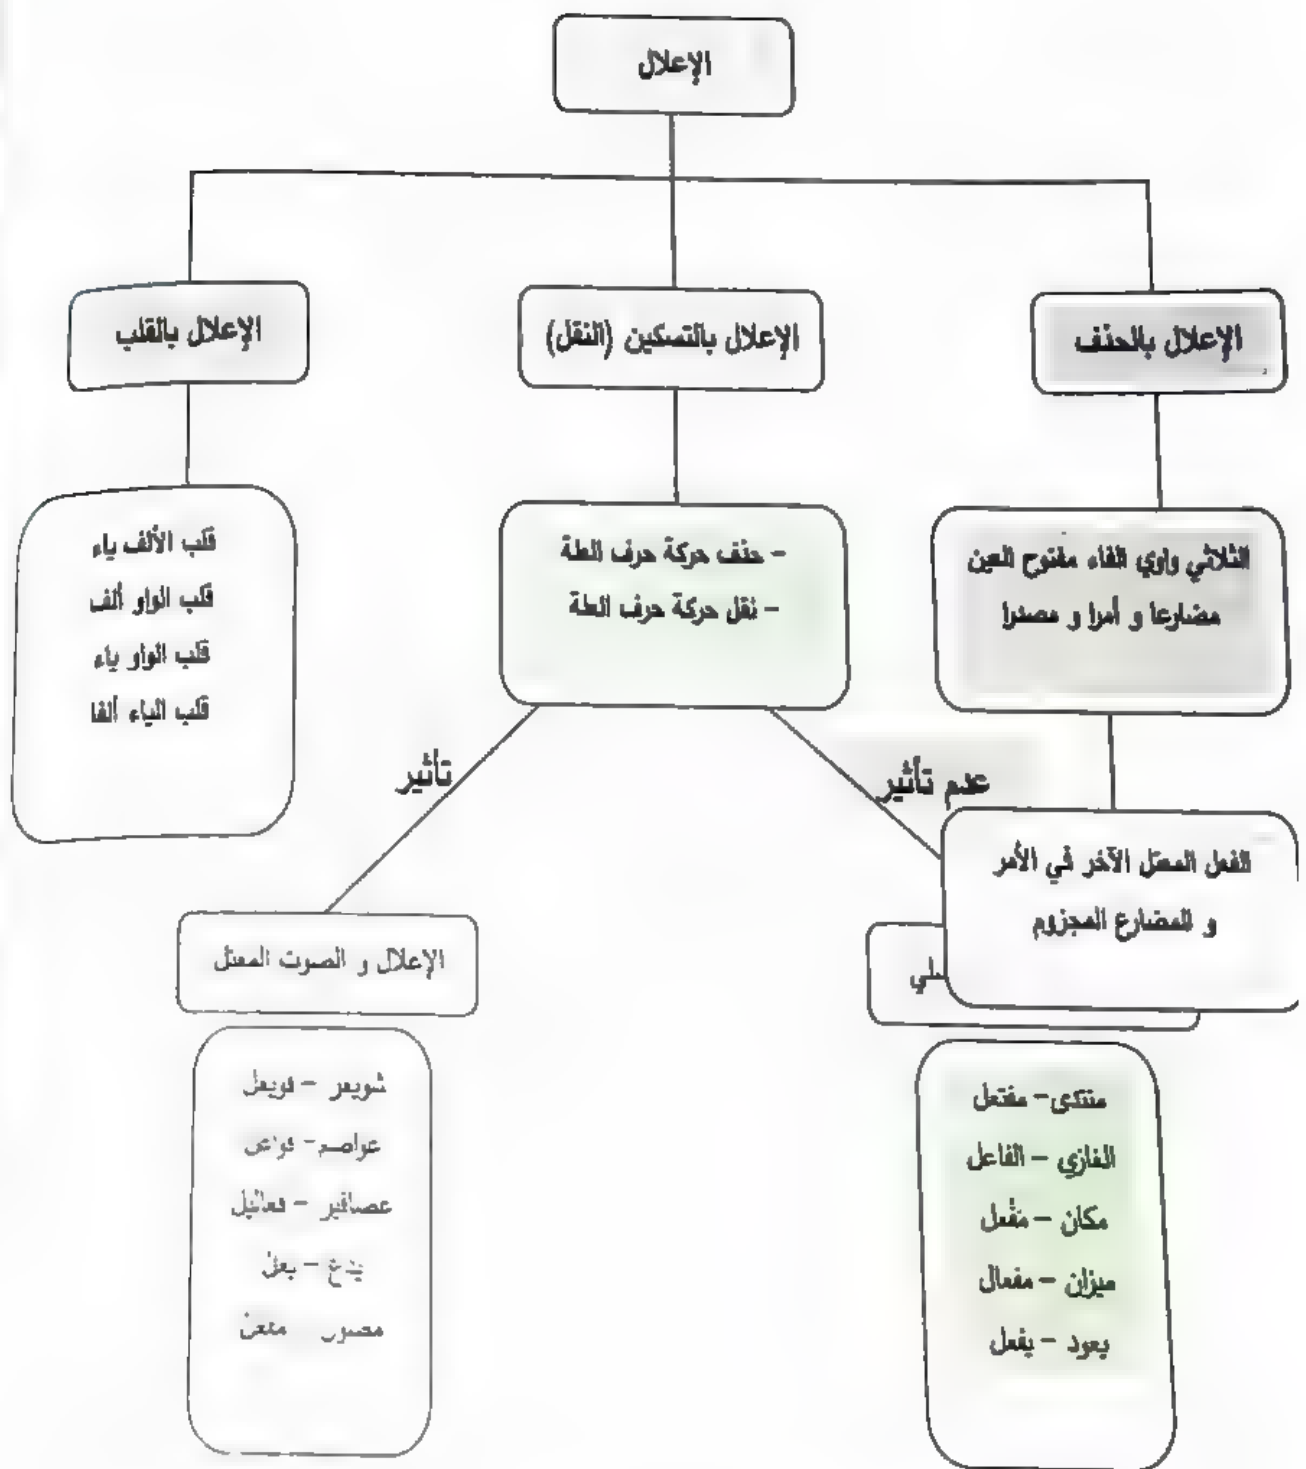 الإعلال
الإعلال بالحذف
الإعلال بالتسكين (النقل)
الإعلال بالقلب
الثلاثي واوي الفاء مفتوح العين
مضارعا و أمرا و مصدرا
- حذف حركة حرف العلة
- نقل حركة حرف العلة
قلب الألف ياء
قلب الواو ألف
قلب الواو ياء
قلب الياء ألفا
عدم تأثير
تأثير
الفعل المعتل الآخر في الأمر
و المضارع المجزوم
الإعلال و الصوت المعتل
منتدى – مفتعل
الغازي – الفاعل
مكان – مَفْعل
ميزان – مفعال
يعود – يفعل
شويعر – فويعل
عواصم –
عصافير – فعاليل